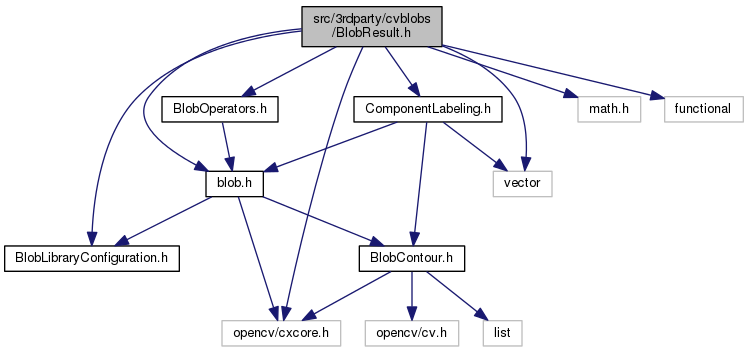 src/3rdparty/cvblobs
/BlobResult.h
BlobOperators.h
ComponentLabeling.h
math.h
functional
blob.h
vector
BlobLibraryConfiguration.h
BlobContour.h
opencv/cxcore.h
opencv/cv.h
list